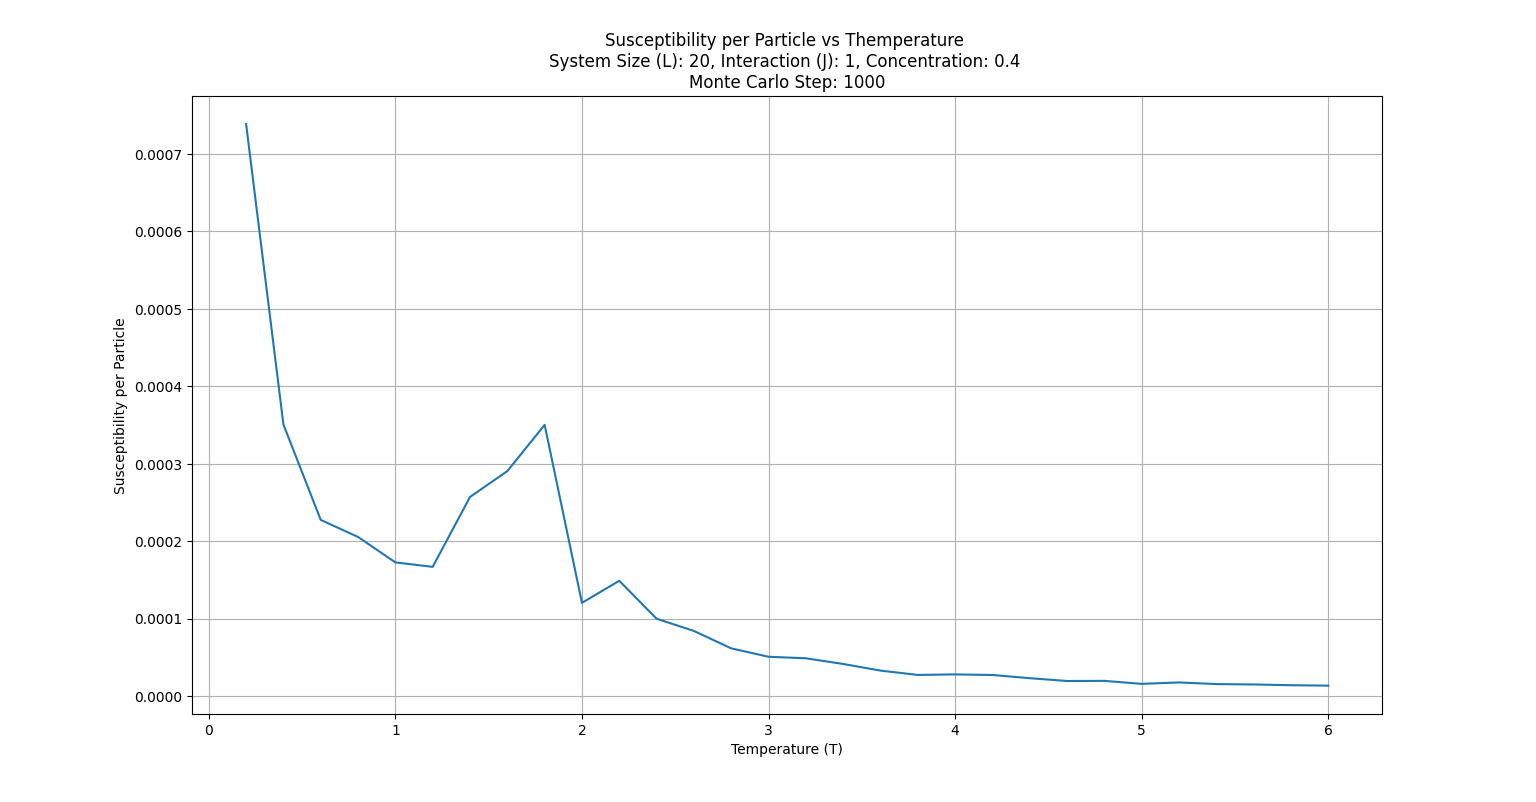 Susceptibility per Particle vs Themperature
System Size (L): 20, Interaction (J): 1, Concentration: 0.4
Monte Carlo Step: 1000
Susceptibility per Particle
0.0007
0.0006
0.0005
0.0004
0.0003
0.0002
0.0001
0.0000
0 1 2 3 4 5 6
Temperature (T)